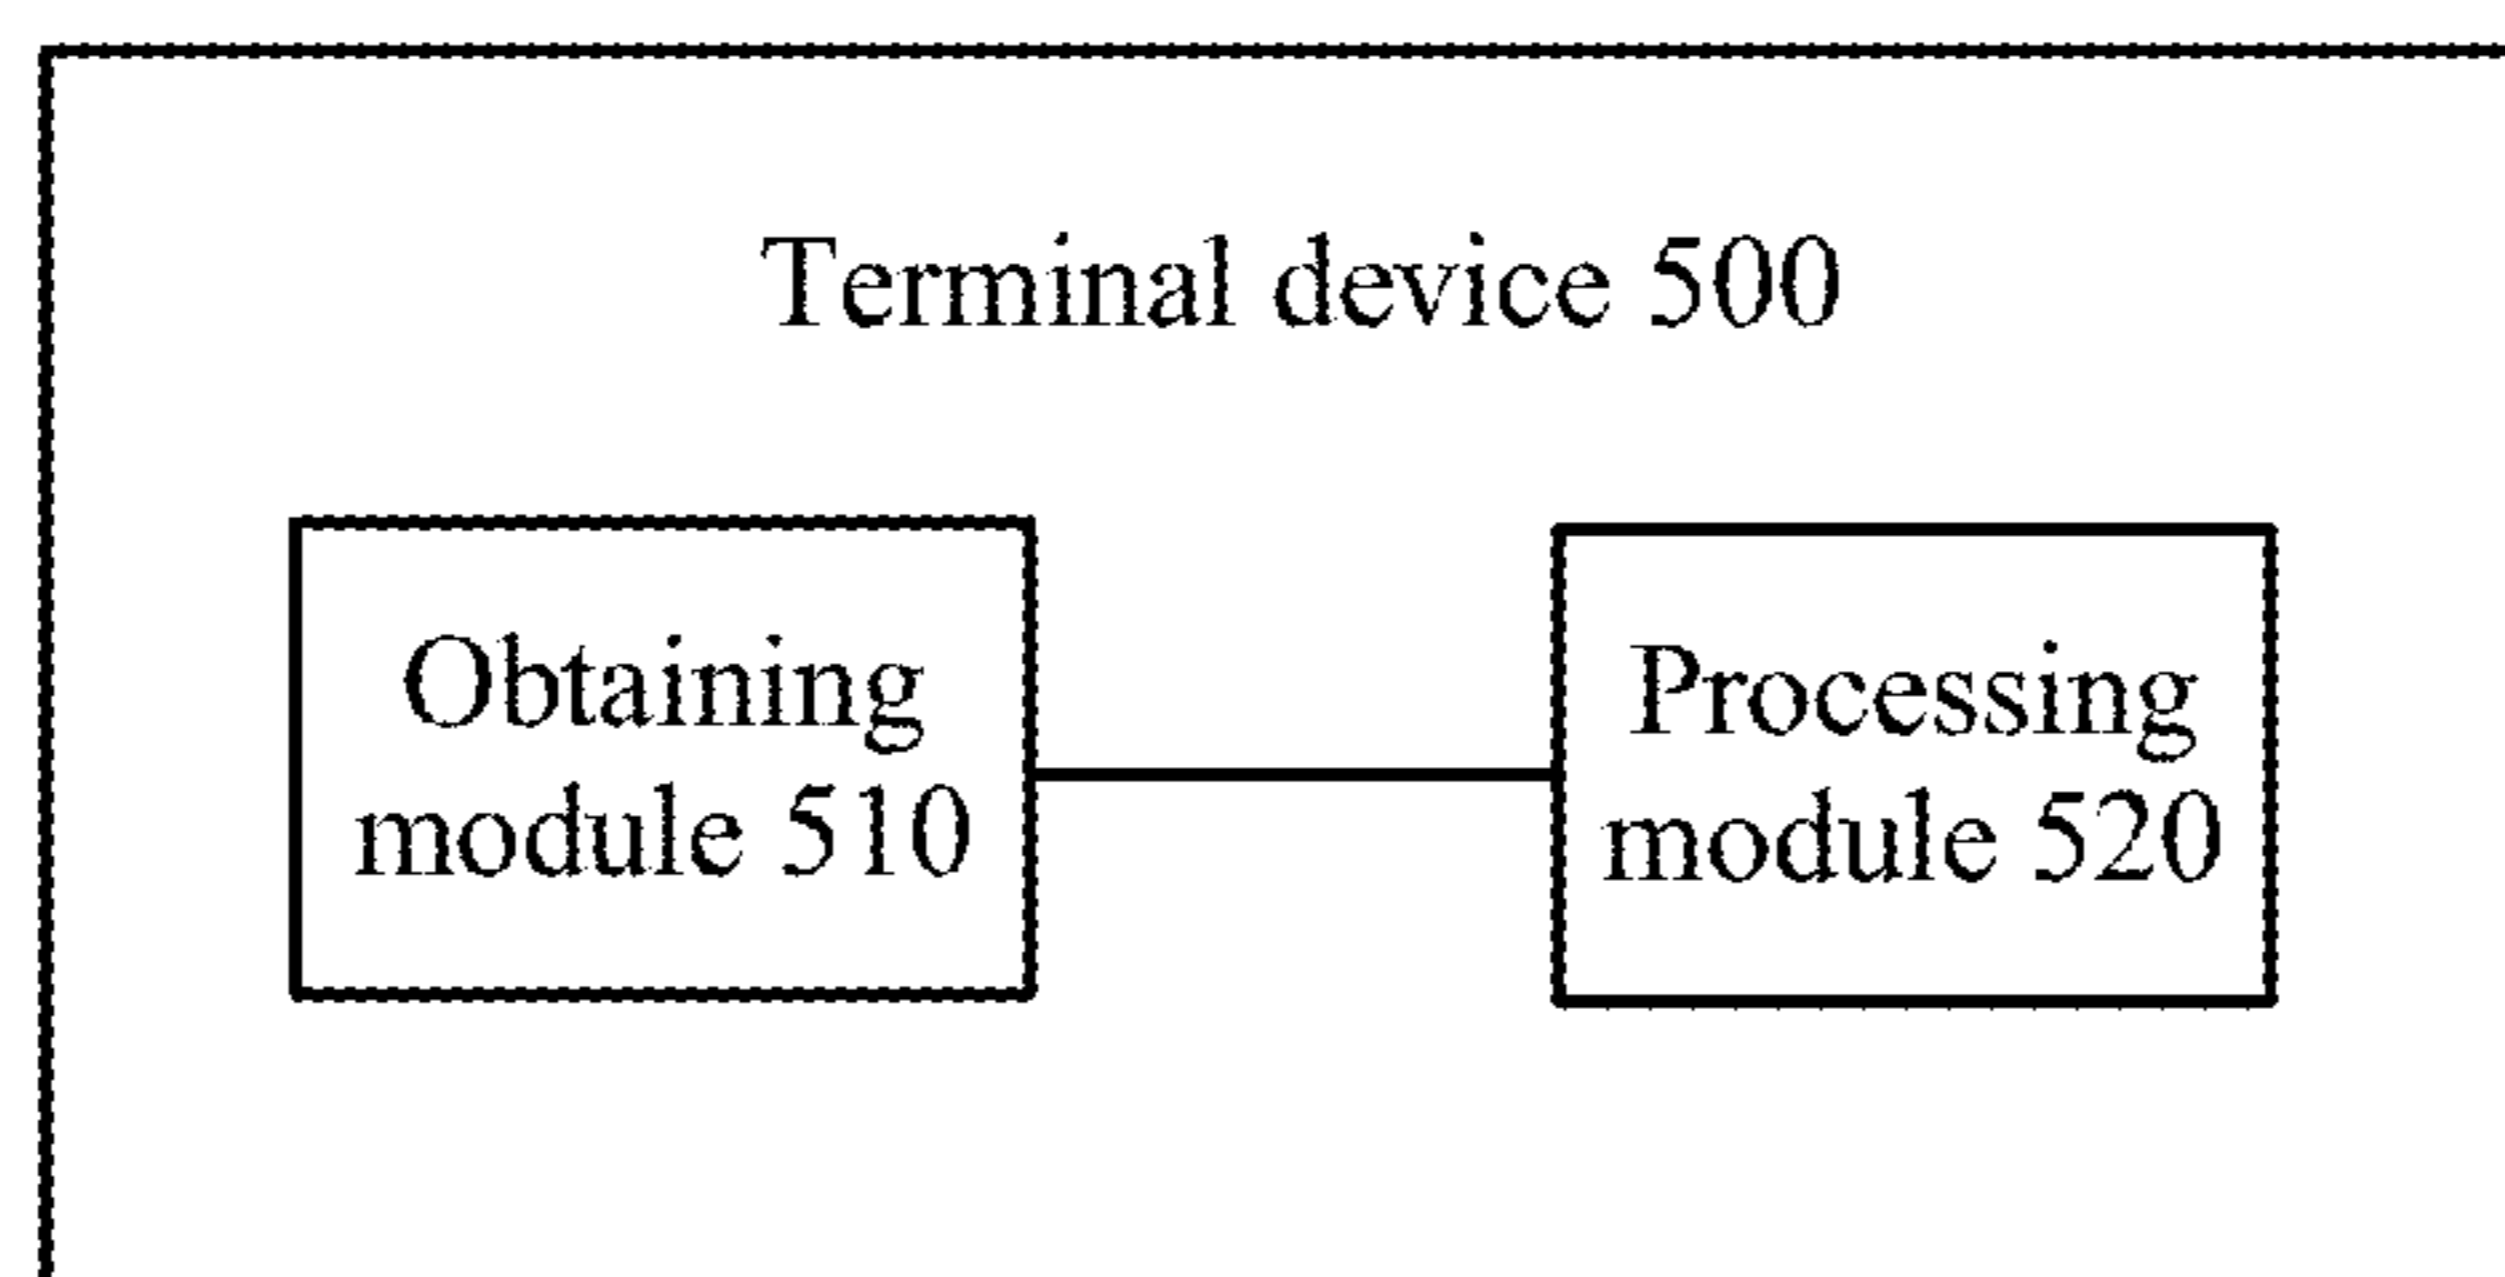 Terminal device 500
Obtaining
module 510
Processing
module 520